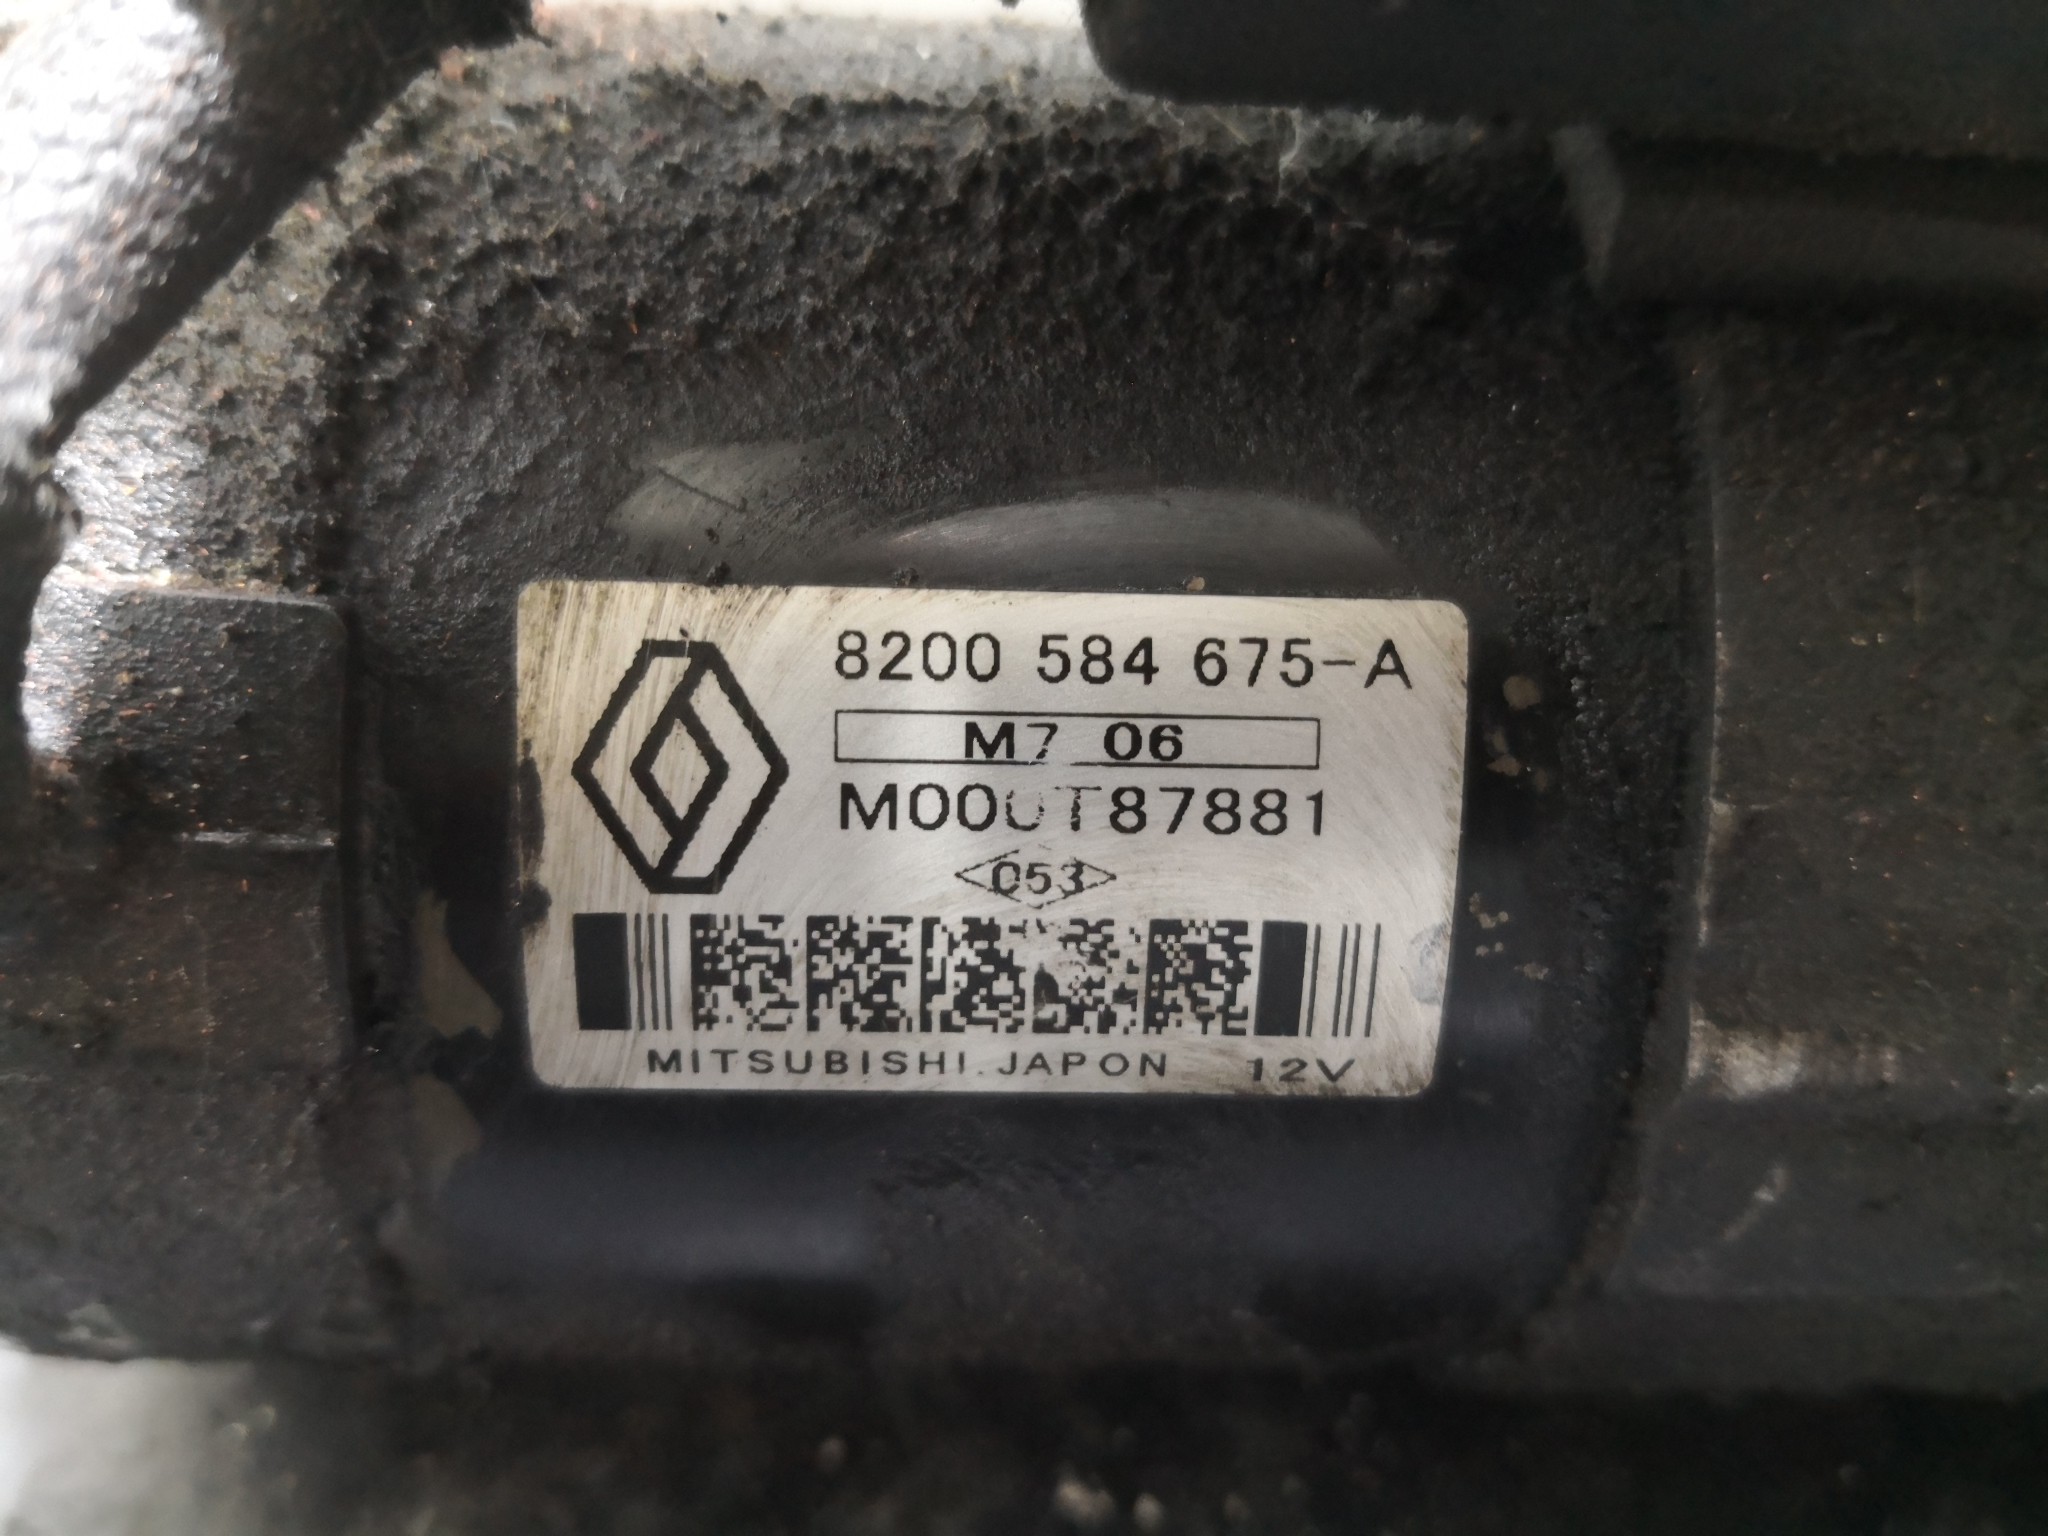 8200 584 675-A
M7 06
M000T87881
053
MITSUBISHI.JAPON 12V